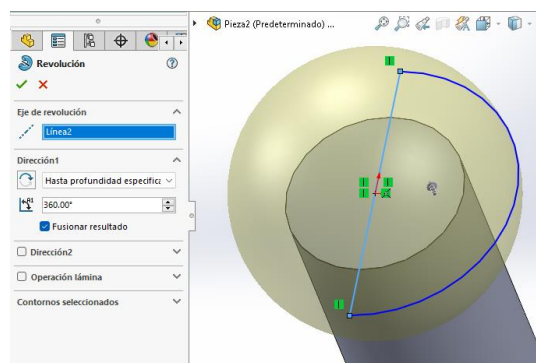 Pieza2 (Predeterminado) ...
Revolución
Eje de revolución
Línea2
Dirección1
Hasta profundidad especifica
360.00°
Fusionar resultado
Dirección2
Operación lámina
Contornos seleccionados